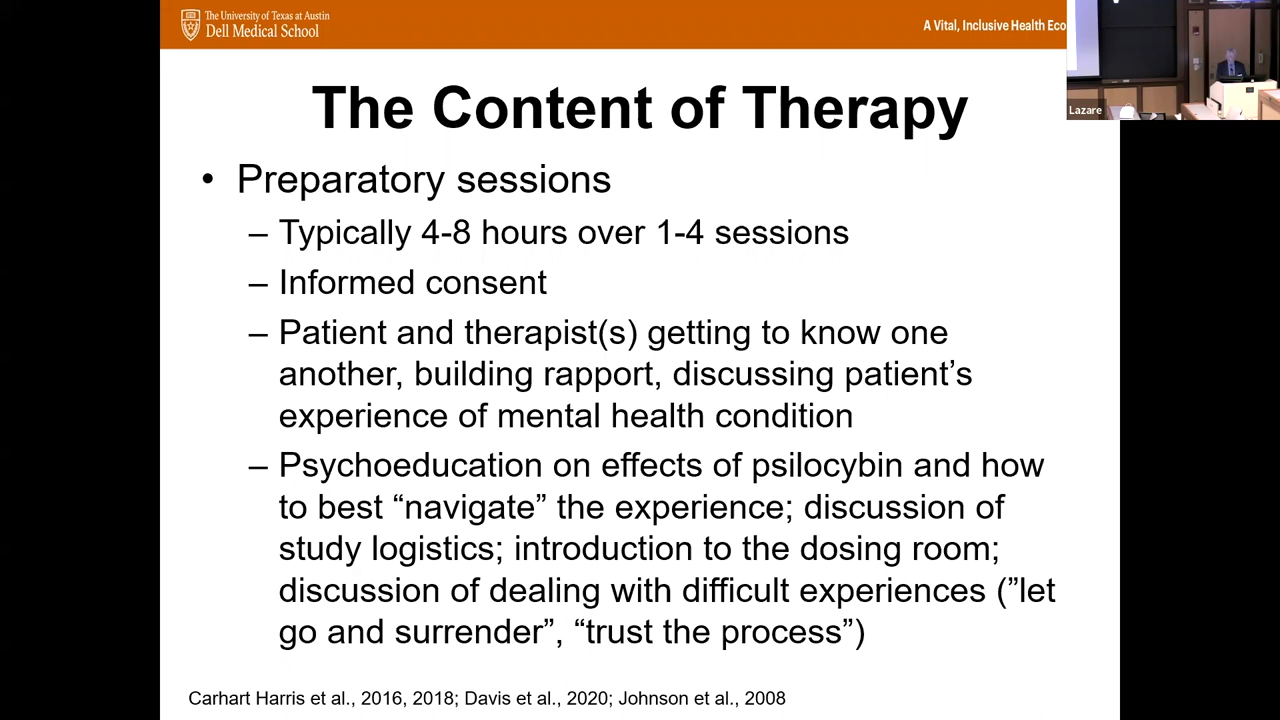 The University of Texas at Austin
Dell Medical School
A Vital, Inclusive Health Eco
Lazare
The Content of Therapy
• Preparatory sessions
– Typically 4-8 hours over 1-4 sessions
– Informed consent
– Patient and therapist(s) getting to know one
another, building rapport, discussing patient’s
experience of mental health condition
– Psychoeducation on effects of psilocybin and how
to best “navigate” the experience; discussion of
study logistics; introduction to the dosing room;
discussion of dealing with difficult experiences (”let
go and surrender”, “trust the process”)
Carhart Harris et al., 2016, 2018; Davis et al., 2020; Johnson et al., 2008